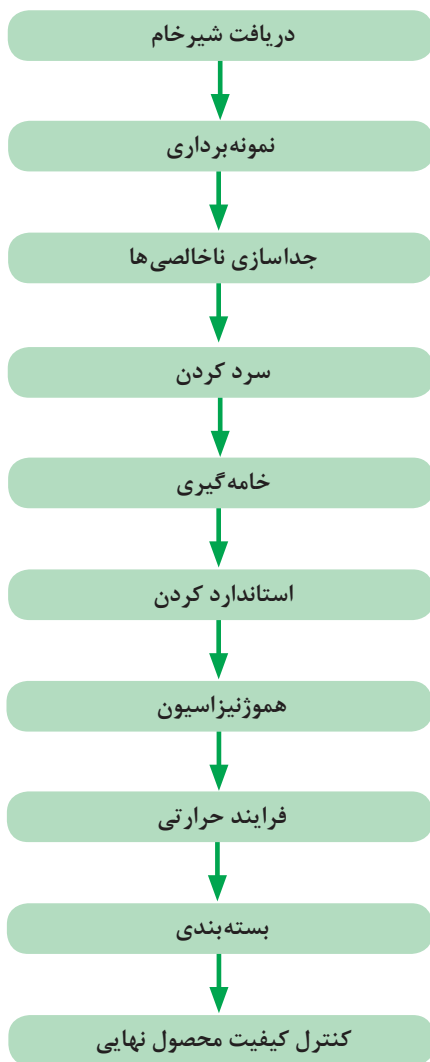 دریافت شیرخام
نمونه‌برداری
جداسازی ناخالصی‌ها
سرد کردن
خامه‌گیری
استاندارد کردن
هموژنیزاسیون
فرایند حرارتی
بسته‌بندی
کنترل کیفیت محصول نهایی